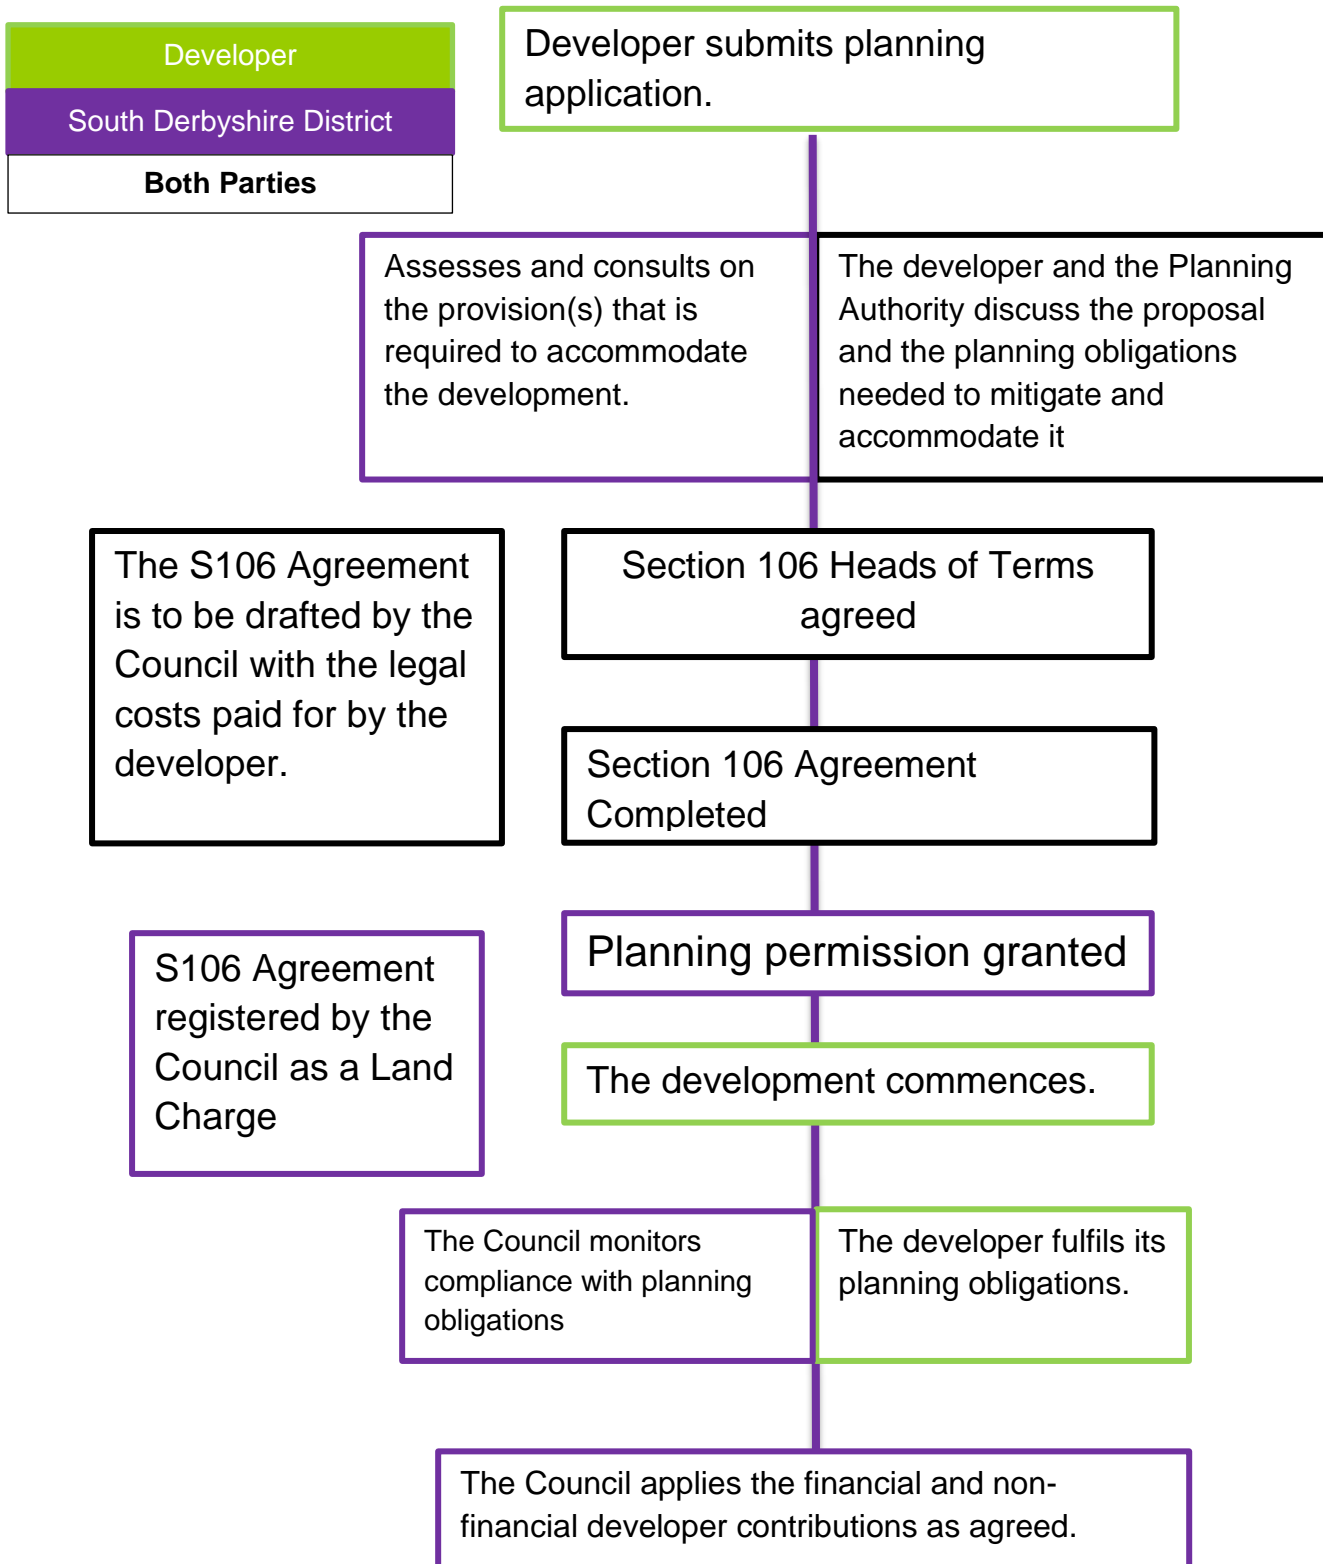 Developer
South Derbyshire District
Both Parties
Developer submits planning
application.
Assesses and consults on
the provision(s) that is
required to accommodate
the development.
The developer and the Planning
Authority discuss the proposal
and the planning obligations
needed to mitigate and
accommodate it
The S106 Agreement
is to be drafted by the
Council with the legal
costs paid for by the
developer.
Section 106 Heads of Terms
agreed
Section 106 Agreement
Completed
Planning permission granted
S106 Agreement
registered by the
Council as a Land
Charge
The development commences.
The Council monitors
compliance with planning
obligations
The developer fulfils its
planning obligations.
The Council applies the financial and non-
financial developer contributions as agreed.